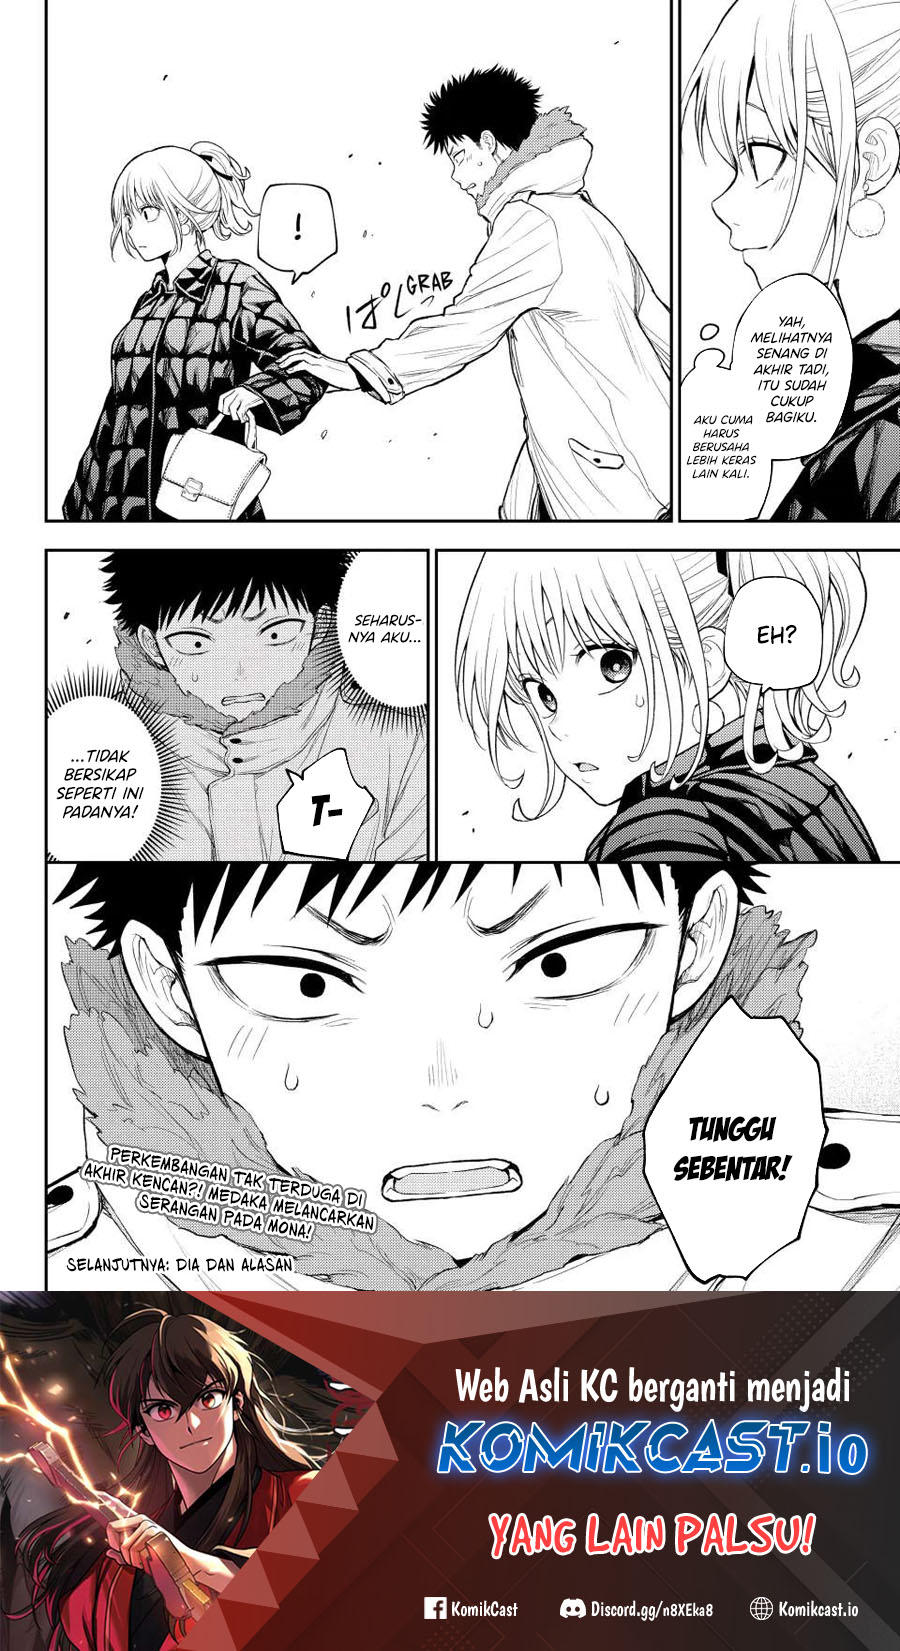 YAH,
MELIHATNYA
SENANG DI
AKHIR TADI,
ITU SUDAH
CUKUP
BAGIKU.
AKU CUMA
HARUS
BERUSAHA
LEBIH KERAS
LAIN KALI.
!
ぱしっ
GRAB
EH?
SEHARUS-
NYA AKU...
...TIDAK
BERSIKAP
SEPERTI INI
PADANYA!
T-
TUNGGU
SEBENTAR!
PERKEMBANGAN TAK TERDUGA DI
AKHIR KENCAN?! MEDAKA MELANCARKAN
SERANGAN PADA MONA!
SELANJUTNYA: DIA DAN ALASAN
Web Asli KC berganti menjadi
KOMIKCAST.iO
YANG LAIN PALSU!
KomikCast
Discord.gg/n8XEka8
Komikcast.io